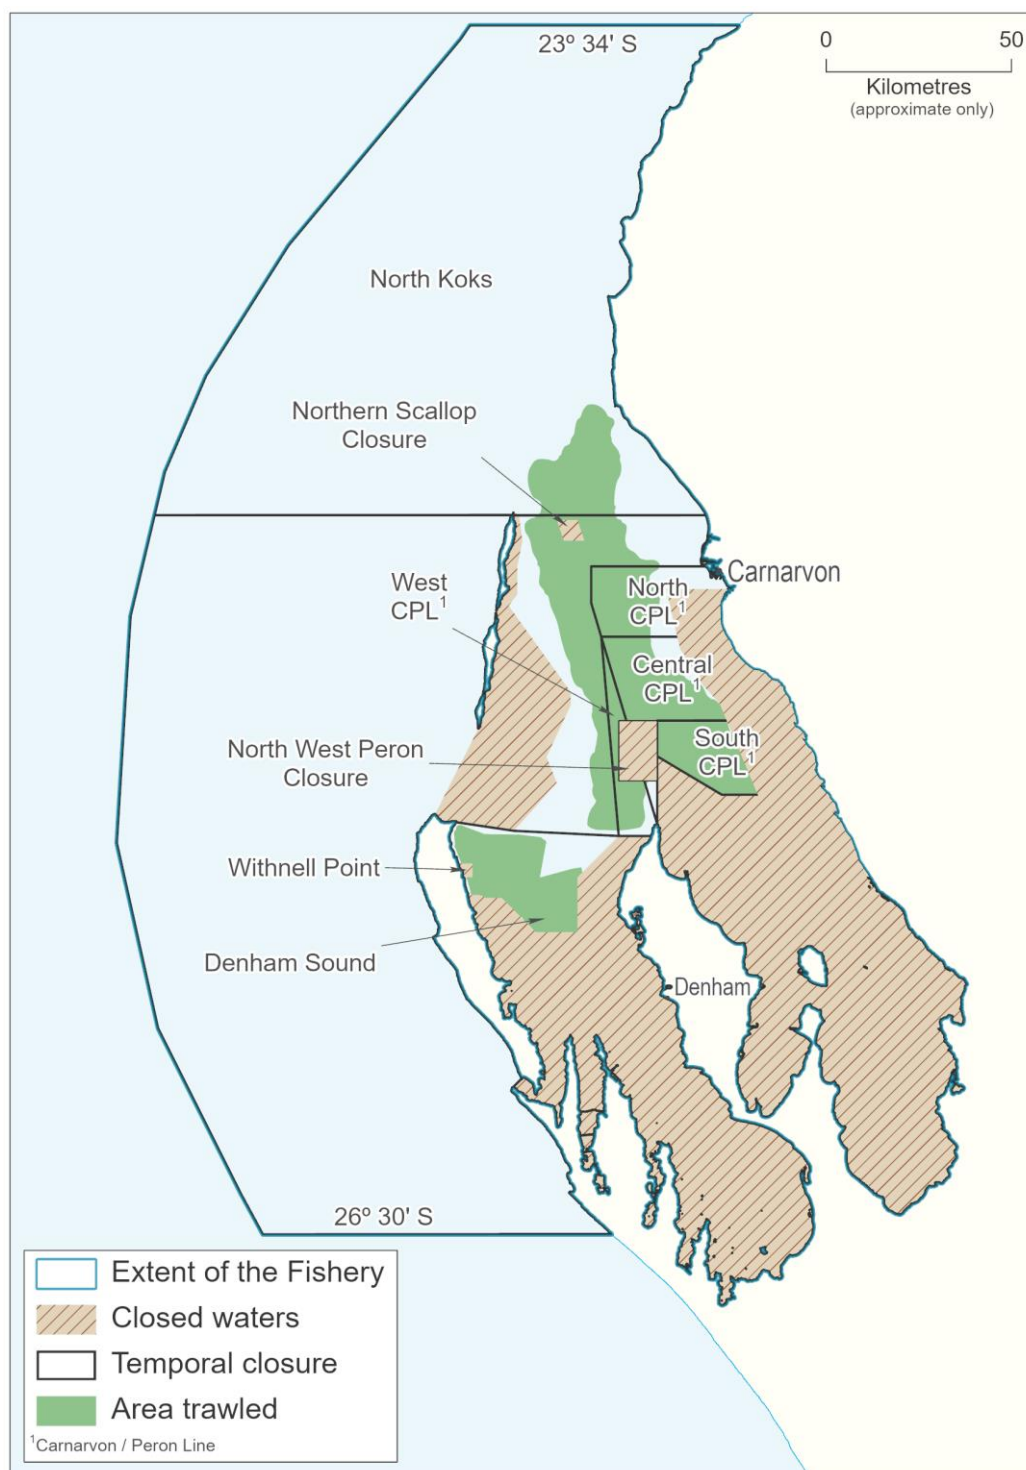 23º 34' S
0 50
Kilometres
(approximate only)
North Koks
Northern Scallop
Closure
West
CPL¹
North
CPL¹
Carnarvon
Central
CPL¹
North West Peron
Closure
South
CPL¹
Withnell Point
Denham Sound
Denham
26º 30' S
Extent of the Fishery
Closed waters
Temporal closure
Area trawled
¹Carnarvon / Peron Line